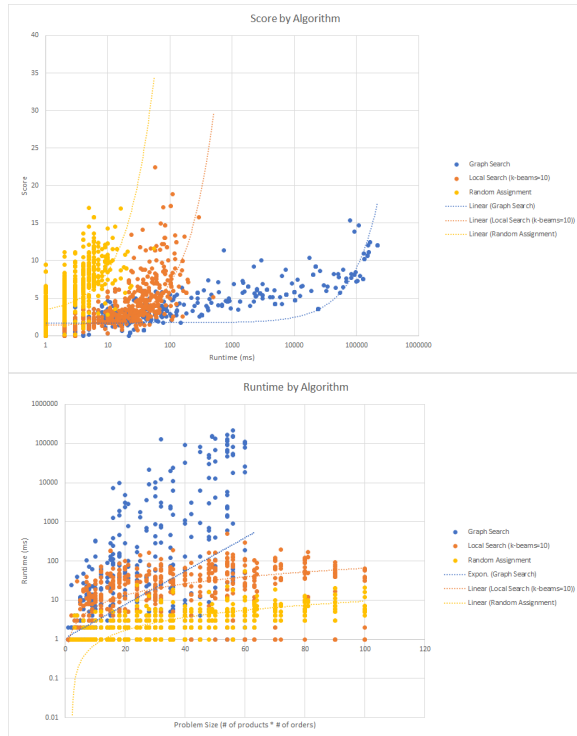 Score by Algorithm
40
35
30
25
20
15
10
5
0
Score
1
10
100
1000
10000
100000
1000000
Runtime (ms)
Graph Search
Local Search (k-beams=10)
Random Assignment
Linear (Graph Search)
Linear (Local Search (k-beams=10))
Linear (Random Assignment)
Runtime by Algorithm
1000000
100000
10000
1000
100
10
1
0.1
0.01
Runtime (ms)
0
20
40
60
80
100
120
Problem Size (# of products * # of orders)
Graph Search
Local Search (k-beams=10)
Random Assignment
Expon. (Graph Search)
Linear (Local Search (k-beams=10))
Linear (Random Assignment)